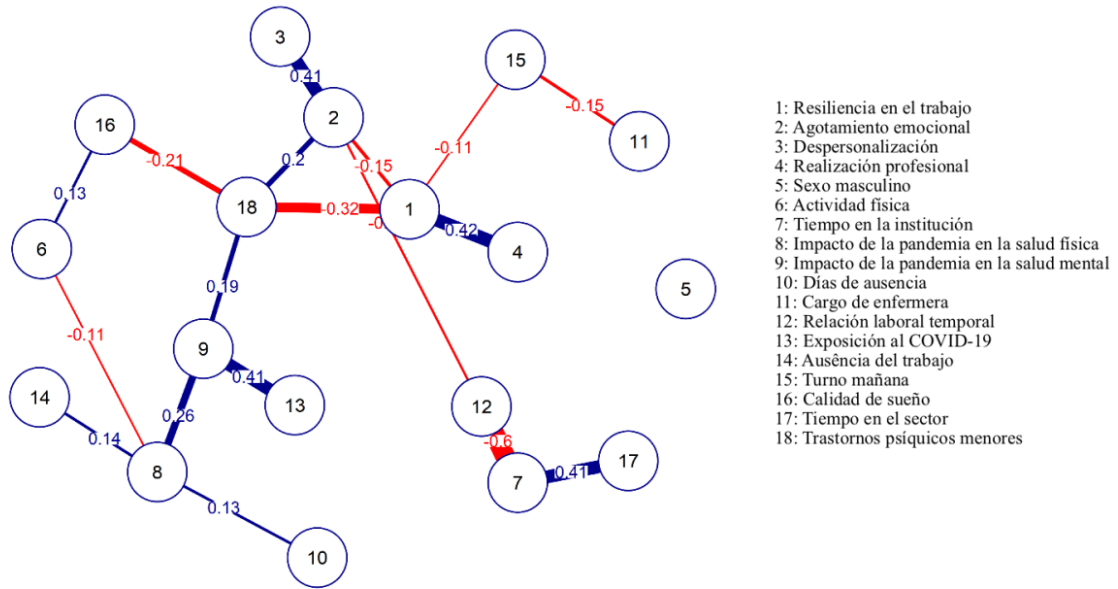 3
0.41
15
-0.15
16
2
11
-0.21
0.2
-0.15
-0.11
0.13
18
-0.32
1
-0.
6
0.42
4
5
0.19
-0.11
9
0.41
14
13
12
0.26
0.14
-0.6
8
17
0.41
7
0.13
10
1: Resiliencia en el trabajo
2: Agotamiento emocional
3: Despersonalización
4: Realización profesional
5: Sexo masculino
6: Actividad física
7: Tiempo en la institución
8: Impacto de la pandemia en la salud física
9: Impacto de la pandemia en la salud mental
10: Días de ausencia
11: Cargo de enfermera
12: Relación laboral temporal
13: Exposición al COVID-19
14: Ausência del trabajo
15: Turno mañana
16: Calidad de sueño
17: Tiempo en el sector
18: Trastornos psíquicos menores